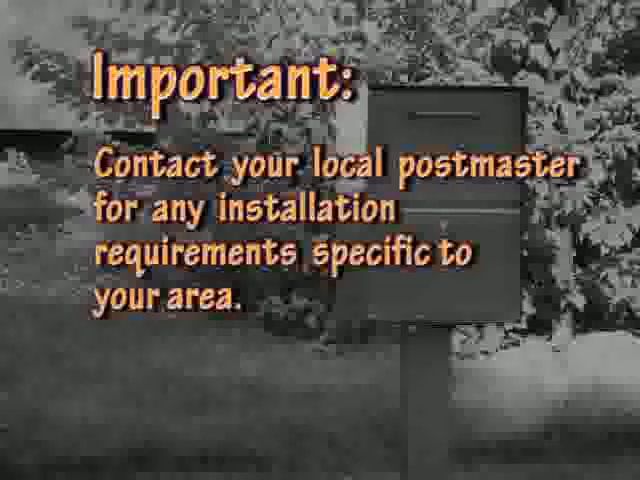 Important:
Contact your local postmaster
for any installation
requirements specific to
your area.